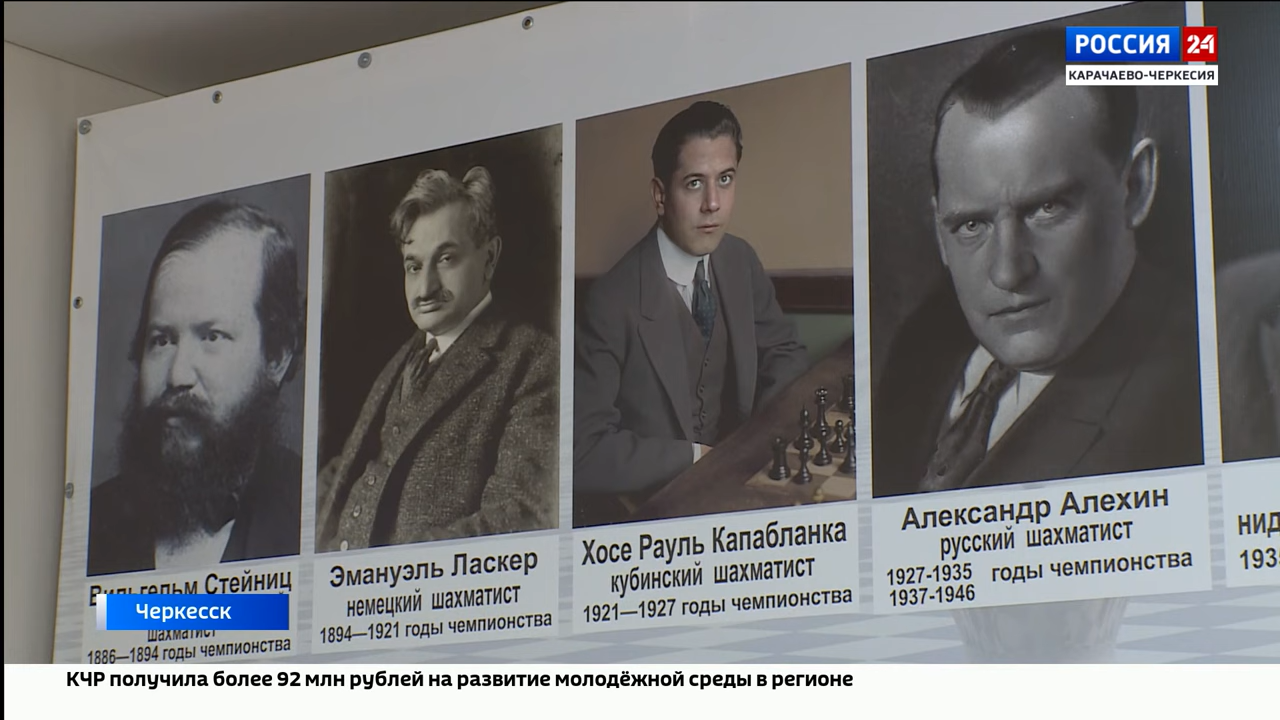 РОССИЯ 24
КАРАЧАЕВО-ЧЕРКЕСИЯ
Вильгельм Стейниц
шахматист
1886—1894 годы чемпионства
Эмануэль Ласкер
немецкий шахматист
1894—1921 годы чемпионства
Хосе Рауль Капабланка
кубинский шахматист
1921—1927 годы чемпионства
Александр Алехин
русский шахматист
1927-1935 годы чемпионства
1937-1946
Черкесск
КЧР получила более 92 млн рублей на развитие молодёжной среды в регионе